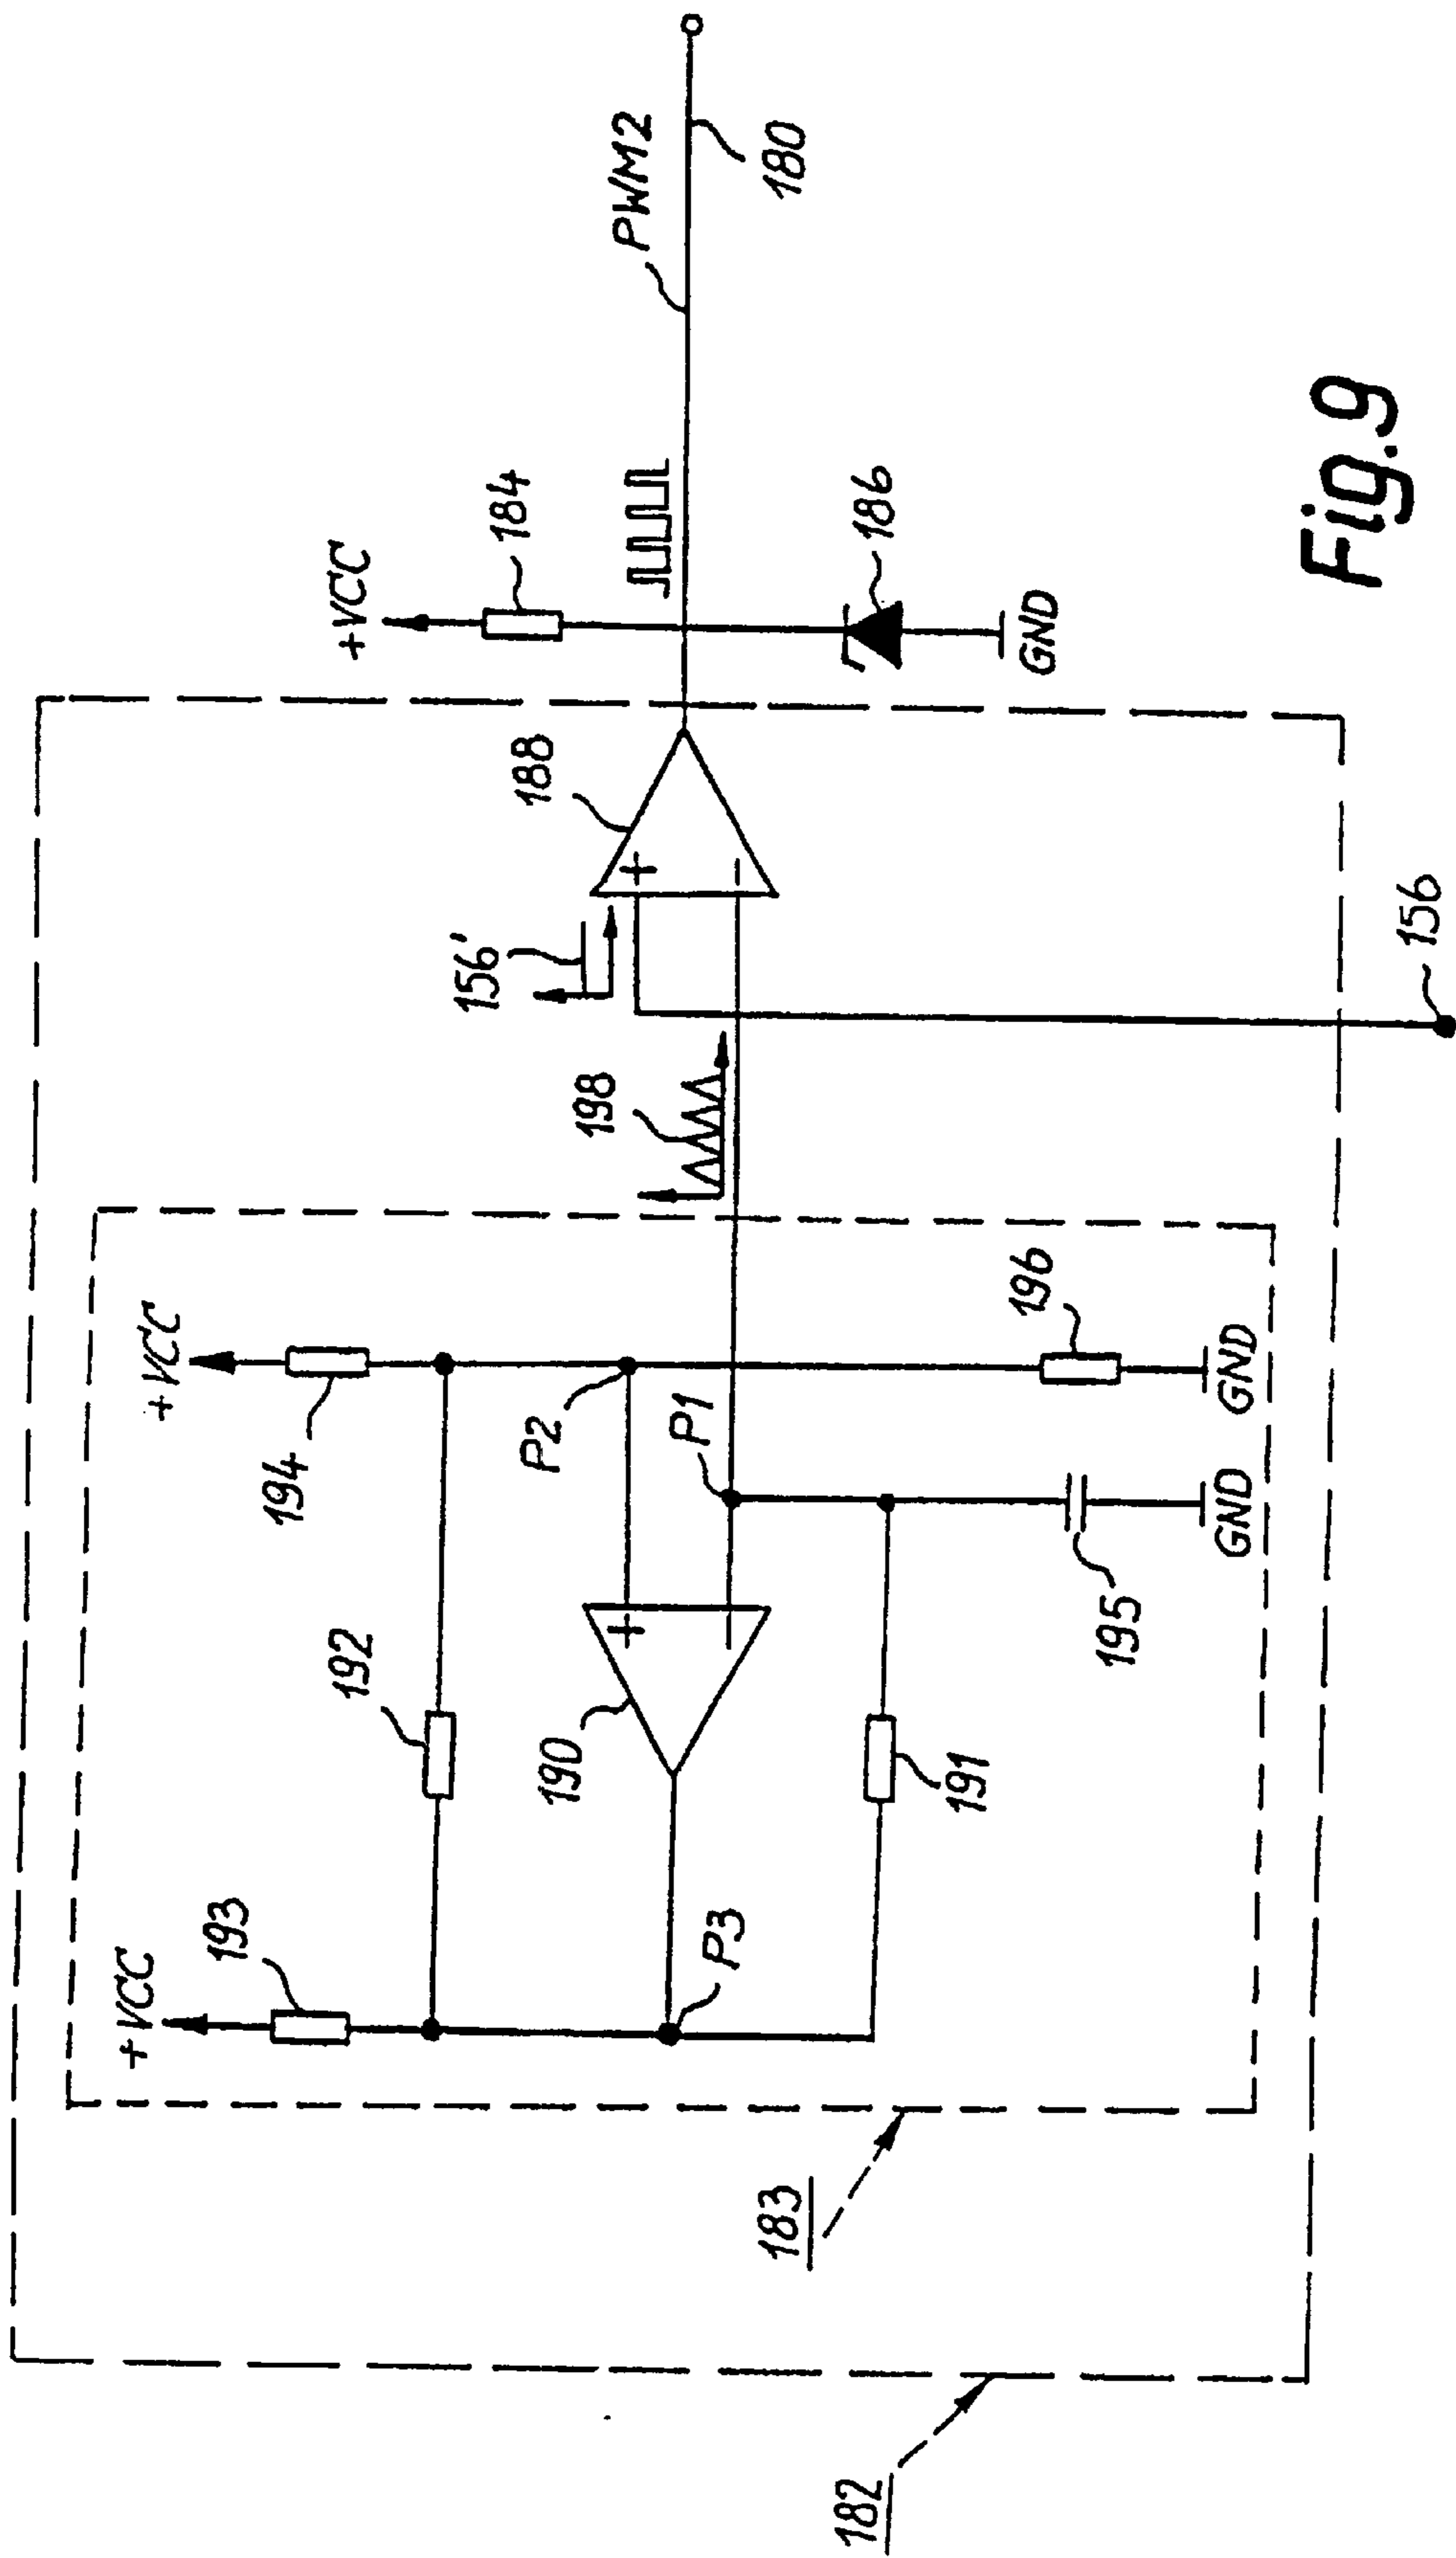 +VCC
193
192
+VCC
194
P2
P1
190
P3
191
195
GND
196
GND
183
182
198
156'
188
156
+VCC
184
PWM2
180
186
GND
Fig.9